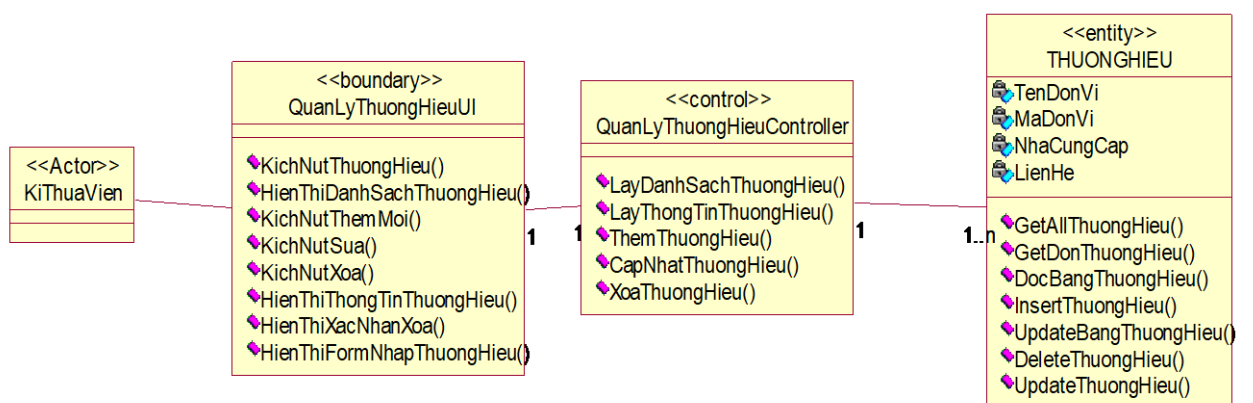 <<Actor>>
KiThuaVien
<<boundary>>
QuanLyThuongHieuUI
KichNutThuongHieu()
HienThiDanhSachThuongHieu()
KichNutThemMoi()
KichNutSua()
KichNutXoa()
HienThiThongTinThuongHieu()
HienThiXacNhanXoa()
HienThiFormNhapThuongHieu()
1
1
<<control>>
QuanLyThuongHieuController
LayDanhSachThuongHieu()
LayThongTinThuongHieu()
ThemThuongHieu()
CapNhatThuongHieu()
XoaThuongHieu()
1
1..n
<<entity>>
THUONGHIEU
TenDonVi
MaDonVi
NhaCungCap
LienHe
GetAllThuongHieu()
GetDonThuongHieu()
DocBangThuongHieu()
InsertThuongHieu()
UpdateBangThuongHieu()
DeleteThuongHieu()
UpdateThuongHieu()